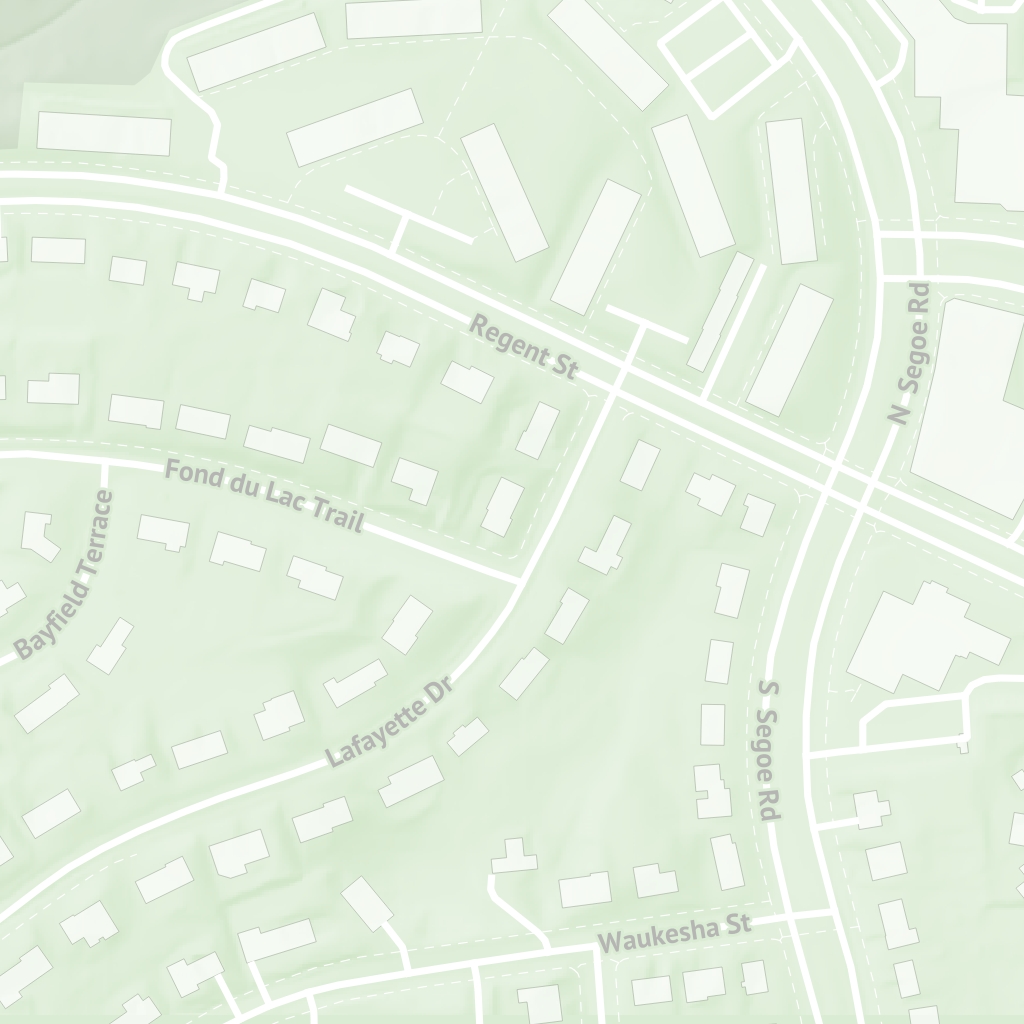 N Segoe Rd
Regent St
Fond du Lac Trail
Bayfield Terrace
Lafayette Dr
S Segoe Rd
Waukesha St